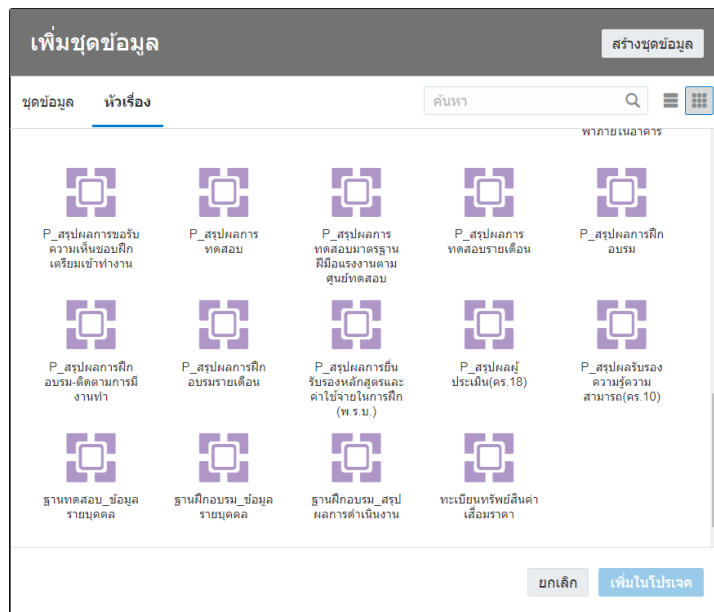 เพิ่มชุดข้อมูล
สร้างชุดข้อมูล
ชุดข้อมูล หัวเรื่อง
ค้นหา
พาภายในอาคาร
P_สรุปผลการขอรับ
ความเห็นชอบฝึก
เตรียมเข้าทำงาน
P_สรุปผลการ
ทดสอบ
P_สรุปผลการ
ทดสอบมาตรฐาน
ฝีมือแรงงานตาม
ศูนย์ทดสอบ
P_สรุปผลการ
ทดสอบรายเดือน
P_สรุปผลการฝึก
อบรม
P_สรุปผลการฝึก
อบรม-ติดตามการมี
งานทำ
P_สรุปผลการฝึก
อบรมรายเดือน
P_สรุปผลการยื่น
รับรองหลักสูตรและ
ค่าใช้จ่ายในการฝึก
(พ.ร.บ.)
P_สรุปผลผู้
ประเมิน(คร.18)
P_สรุปผลรับรอง
ความรู้ความ
สามารถ(คร.10)
ฐานทดสอบ_ข้อมูล
รายบุคคล
ฐานฝึกอบรม_ข้อมูล
รายบุคคล
ฐานฝึกอบรม_สรุป
ผลการดำเนินงาน
ทะเบียนทรัพย์สินค่า
เสื่อมราคา
ยกเลิก
เพิ่มในโปรเจค